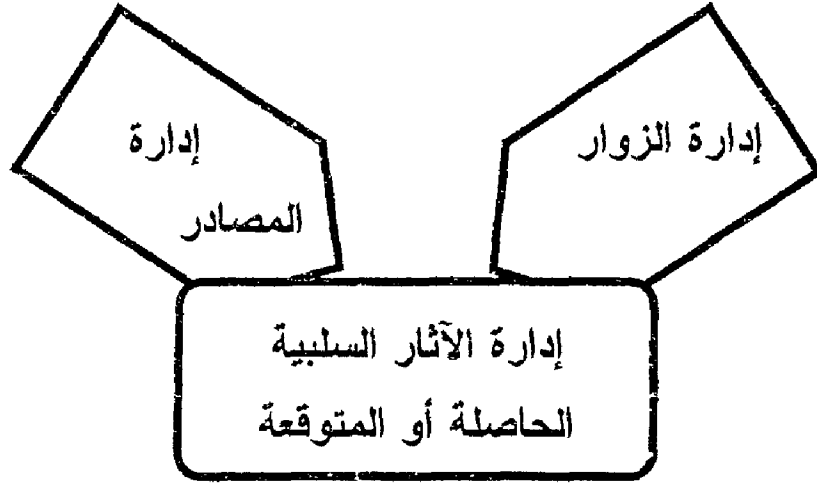 إدارة الزوار
إدارة
المصادر
إدارة الآثار السلبية
الحاصلة أو المتوقعة